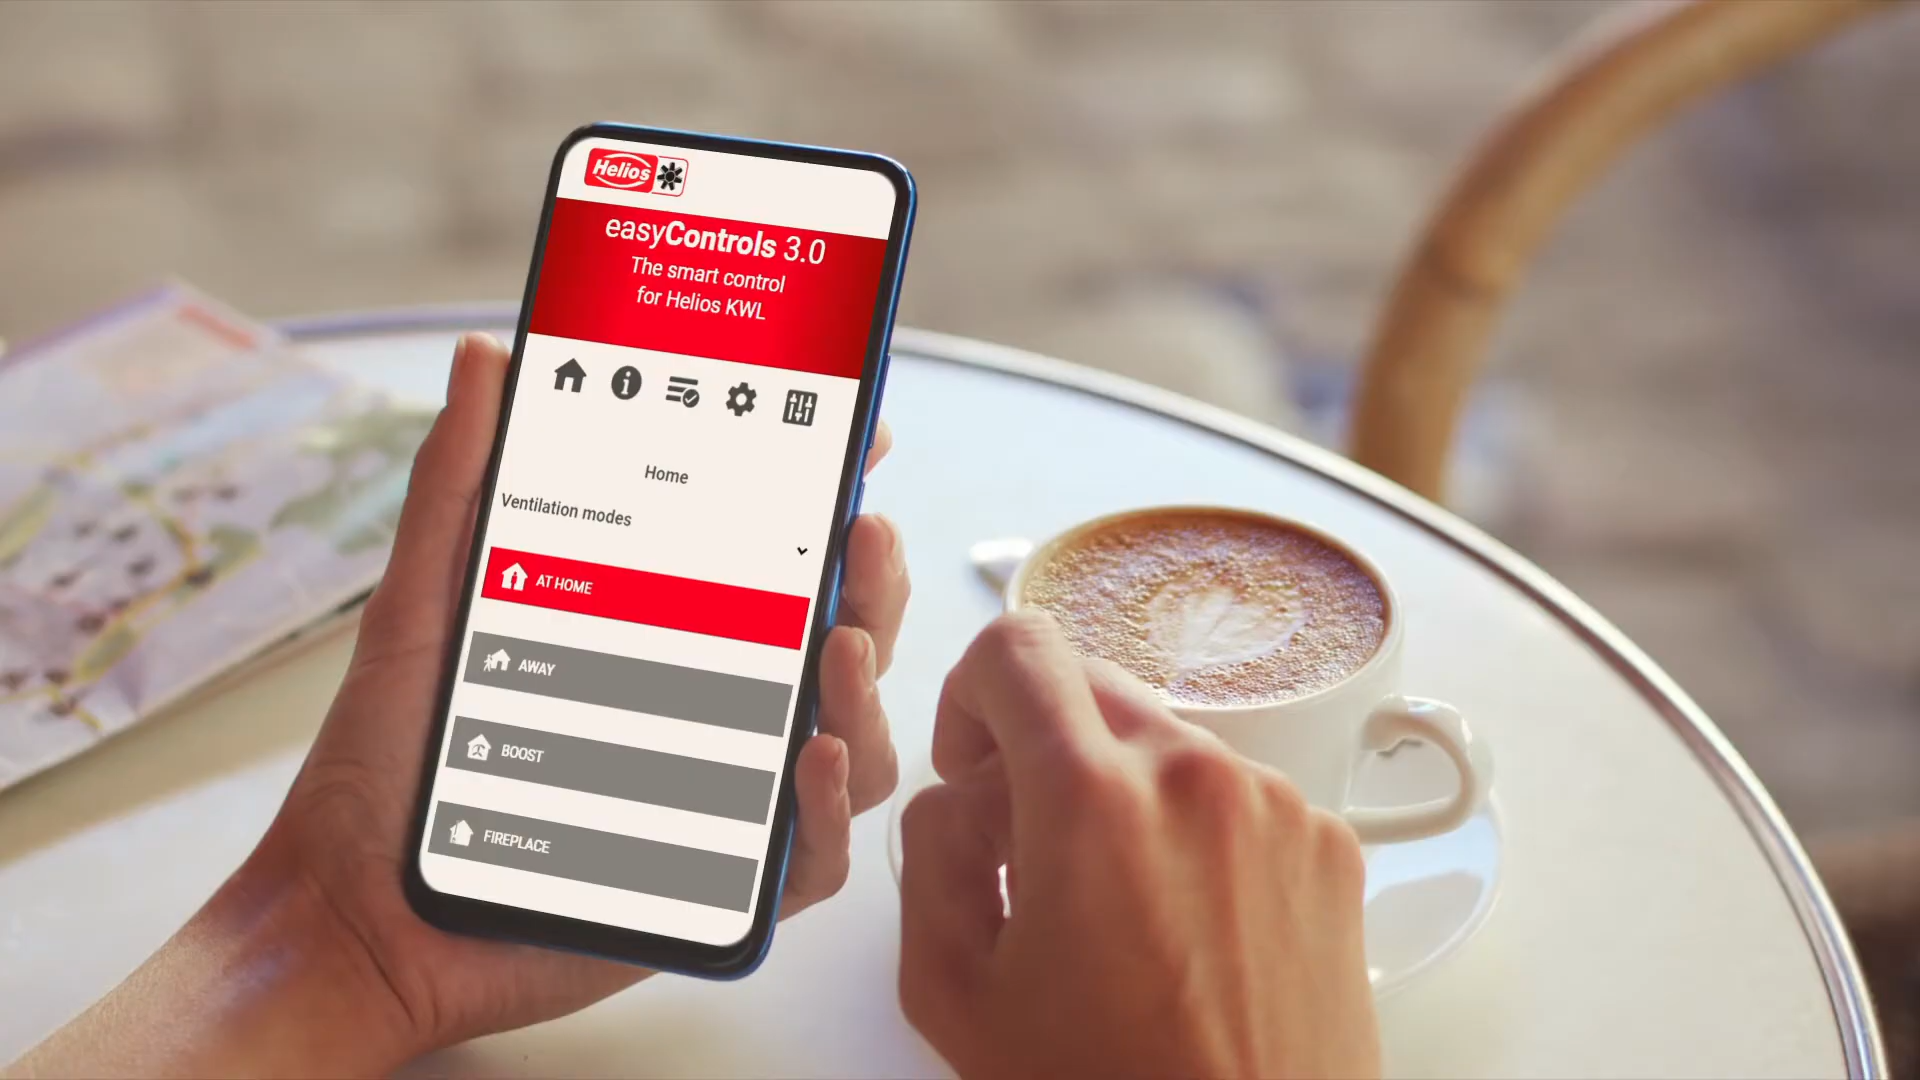 Helios
easyControls 3.0
The smart control
for Helios KWL
Home
Ventilation modes
AT HOME
AWAY
BOOST
FIREPLACE